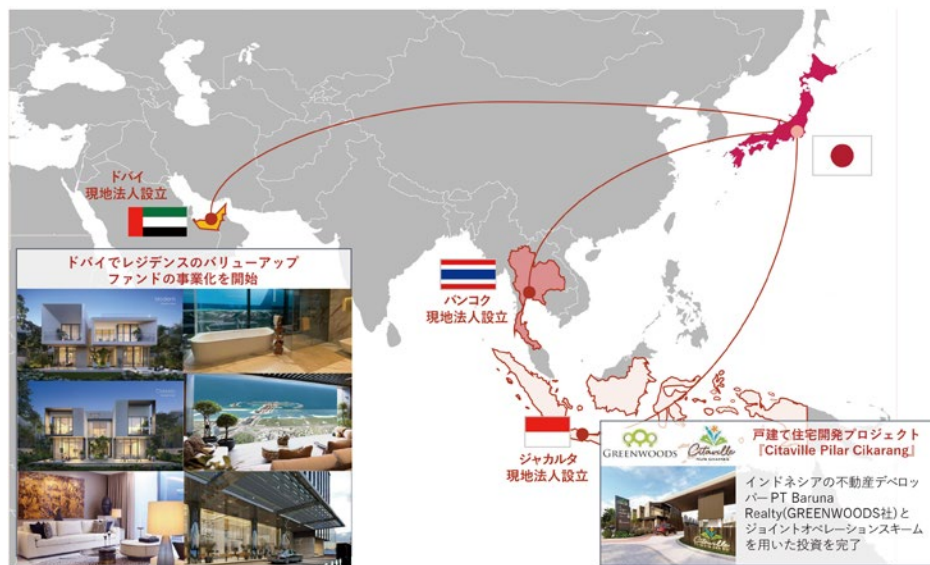 ドバイ
現地法人設立
ドバイでレジデンスのバリューアップ
ファンドの事業化を開始
バンコク
現地法人設立
ジャカルタ
現地法人設立
GREENWOODS
Citaville
戸建て住宅開発プロジェクト
『Citaville Pilar Cikarang』
インドネシアの不動産デベロッ
パーPT Baruna
Realty(GREENWOODS社)と
ジョイントオペレーションスキーム
を用いた投資を完了